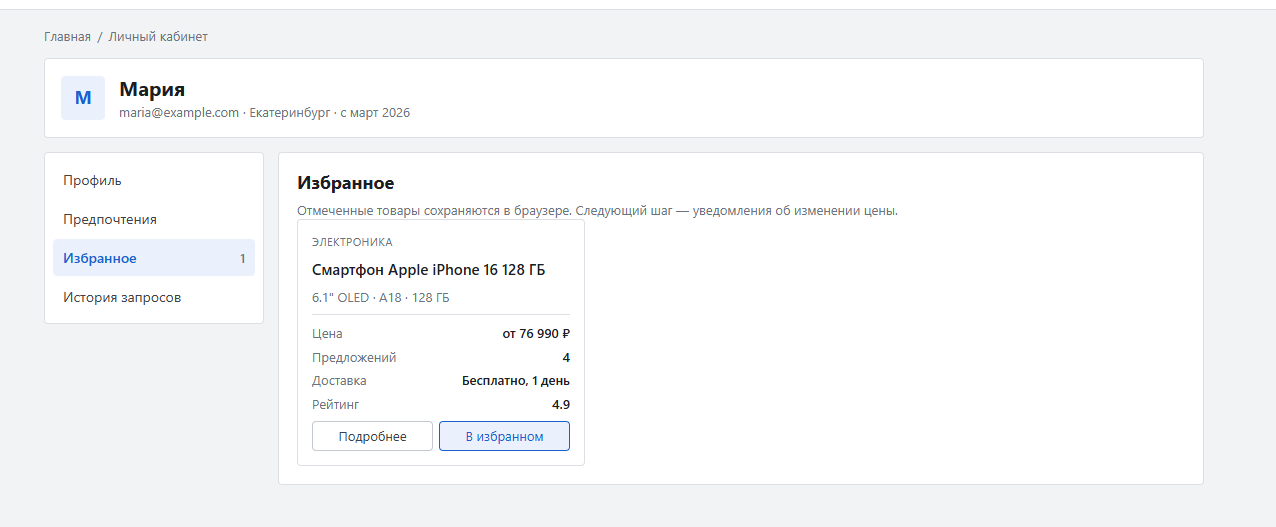 Главная / Личный кабинет
М
Мария
maria@example.com · Екатеринбург · с март 2026
Профиль
Предпочтения
Избранное 1
История запросов
Избранное
Отмеченные товары сохраняются в браузере. Следующий шаг — уведомления об изменении цены.
ЭЛЕКТРОНИКА
Смартфон Apple iPhone 16 128 ГБ
6.1" OLED · A18 · 128 ГБ
Цена от 76 990 ₽
Предложений 4
Доставка Бесплатно, 1 день
Рейтинг 4.9
Подробнее В избранном